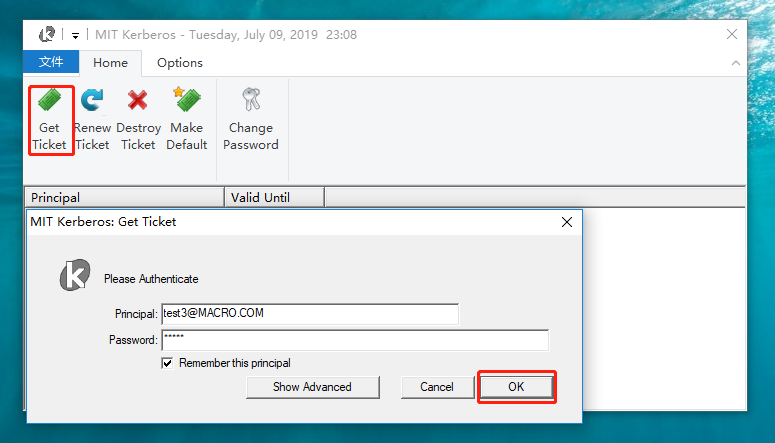 MIT Kerberos - Tuesday, July 09, 2019 23:08
文件 Home Options
Get Ticket
Renew Ticket
Destroy Ticket
Make Default
Change Password
Principal Valid Until
MIT Kerberos: Get Ticket
Please Authenticate
Principal: test3@MACRO.COM
Password: *****
Remember this principal
Show Advanced Cancel OK